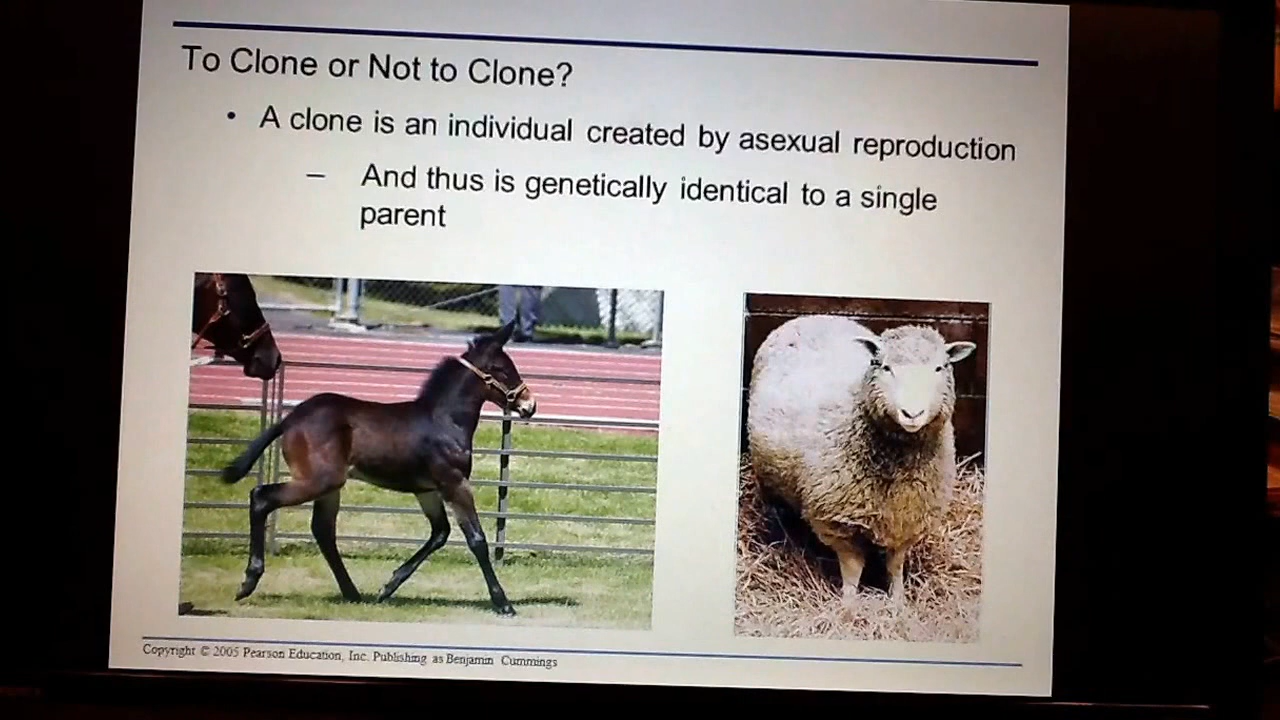 To Clone or Not to Clone?
• A clone is an individual created by asexual reproduction
– And thus is genetically identical to a single
parent
Copyright © 2005 Pearson Education, Inc. Publishing as Benjamin Cummings